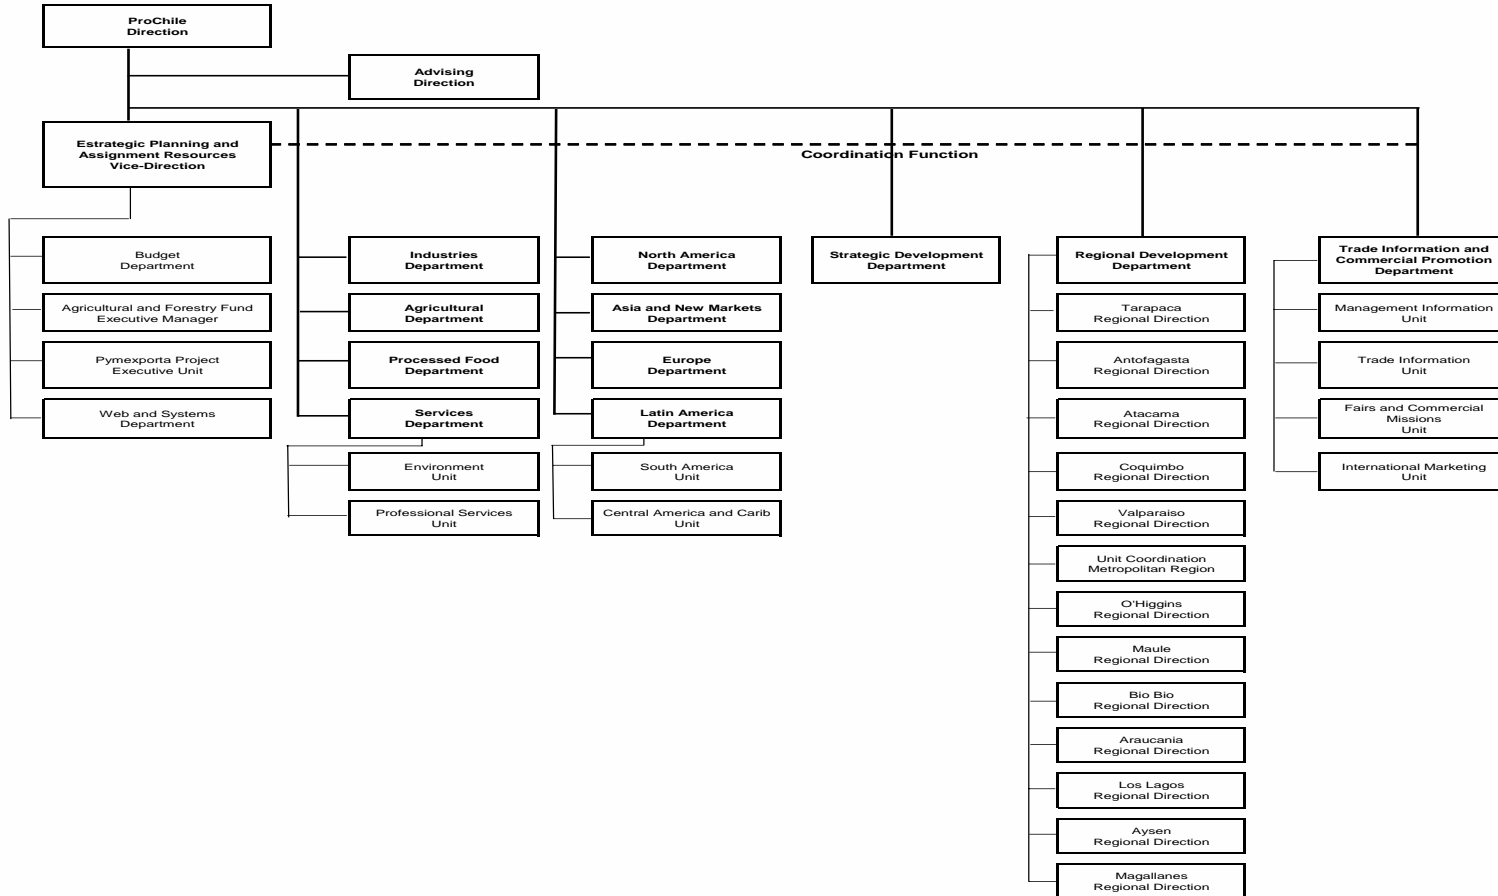 ProChile
Direction
Advising
Direction
Estrategic Planning and
Assignment Resources
Vice-Direction
Coordination Function
Budget
Department
Agricultural and Forestry Fund
Executive Manager
Pymexporta Project
Executive Unit
Web and Systems
Department
Industries
Department
Agricultural
Department
Processed Food
Department
Services
Department
Environment
Unit
Professional Services
Unit
North America
Department
Asia and New Markets
Department
Europe
Department
Latin America
Department
South America
Unit
Central America and Carib
Unit
Strategic Development
Department
Regional Development
Department
Tarapaca
Regional Direction
Antofagasta
Regional Direction
Atacama
Regional Direction
Coquimbo
Regional Direction
Valparaiso
Regional Direction
Unit Coordination
Metropolitan Region
O'Higgins
Regional Direction
Maule
Regional Direction
Bio Bio
Regional Direction
Araucania
Regional Direction
Los Lagos
Regional Direction
Aysen
Regional Direction
Magallanes
Regional Direction
Trade Information and
Commercial Promotion
Department
Management Information
Unit
Trade Information
Unit
Fairs and Commercial
Missions
Unit
International Marketing
Unit